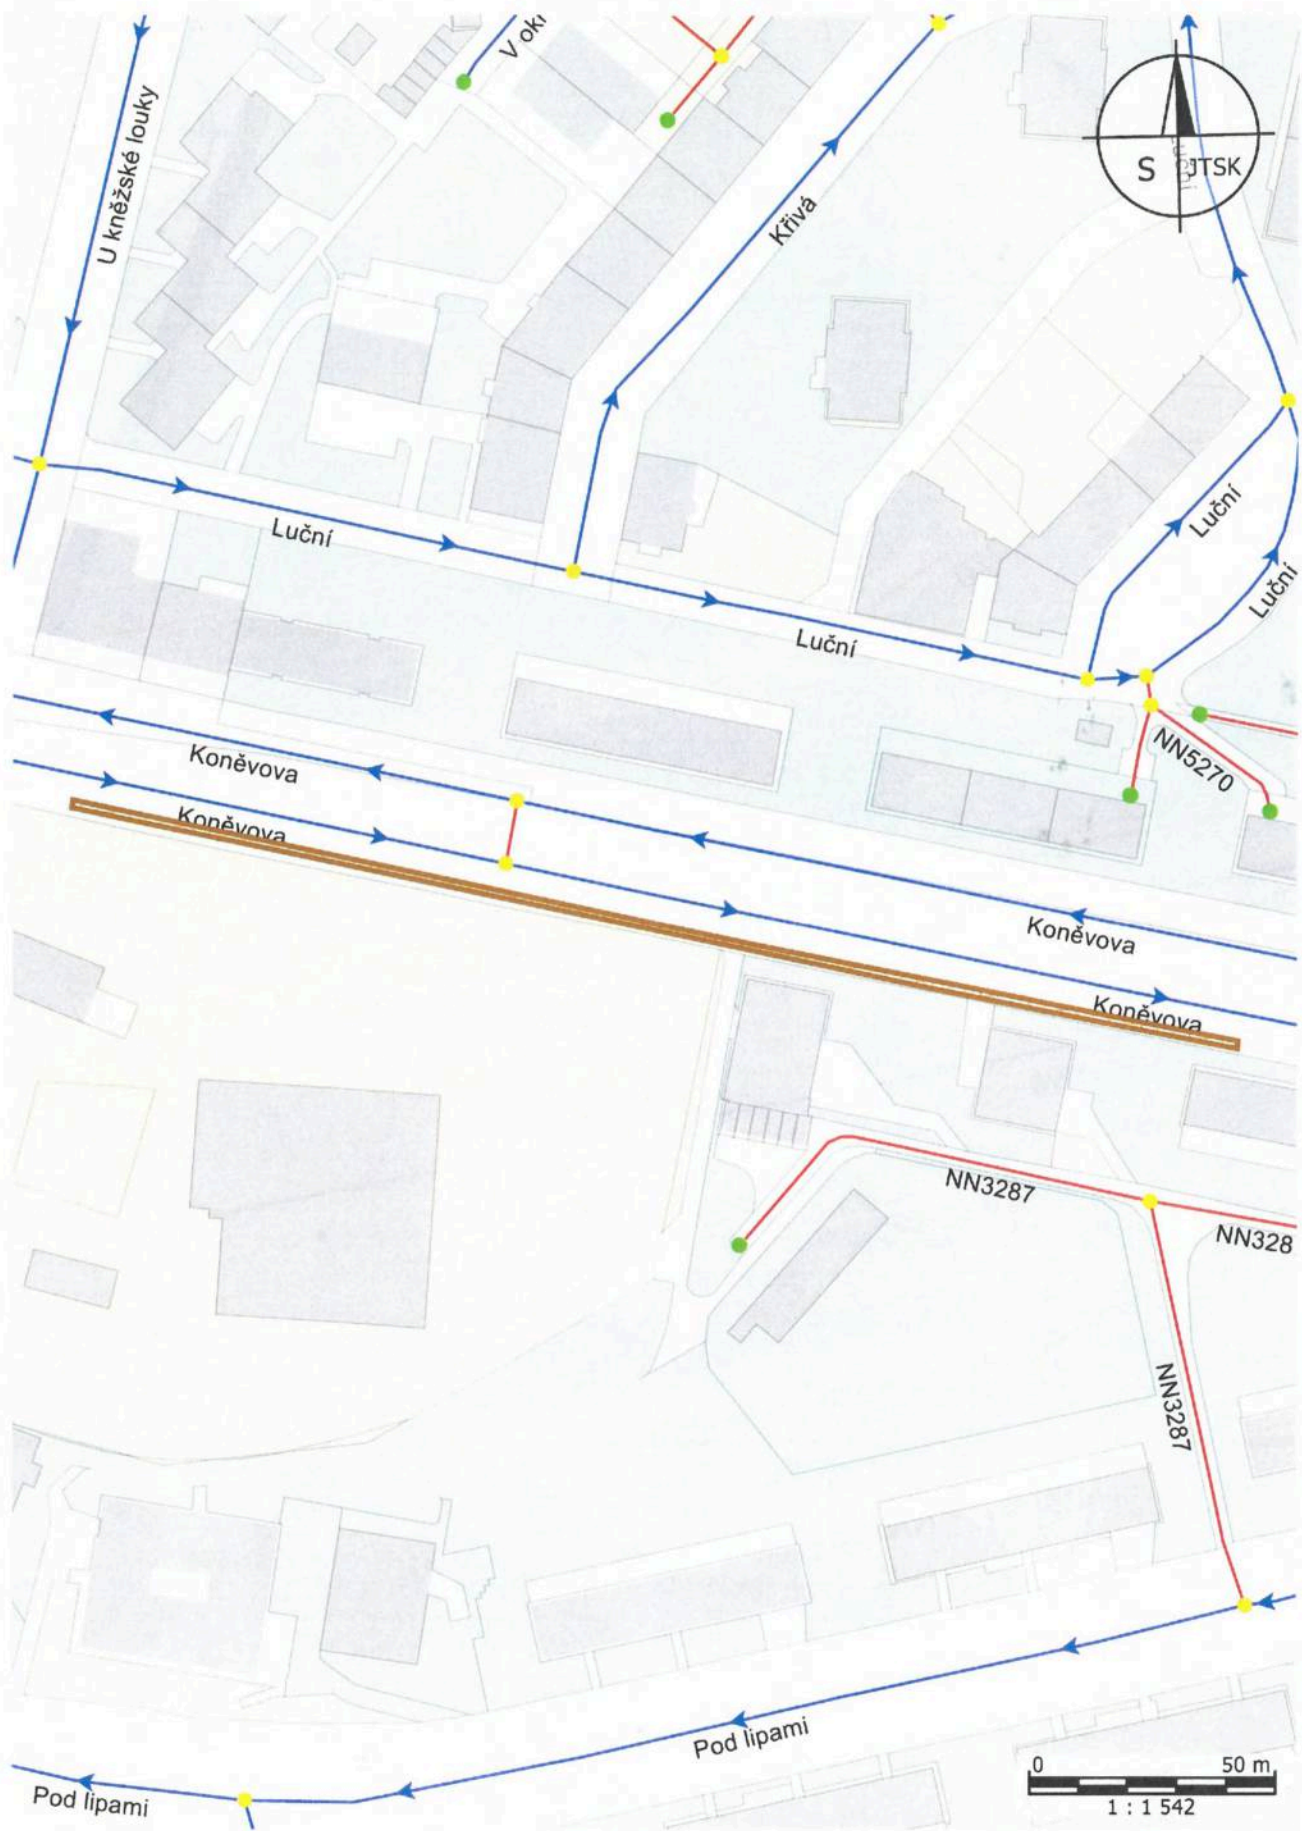 V oki
U kněžské louky
Luční
S JTSK
Křivá
Luční
Luční
Luční
Luční
NN5270
Koněvova
Koněvova
Koněvova
Koněvova
NN3287
NN328
NN3287
Pod lipami
Pod lipami
0 50 m
1 : 1 542